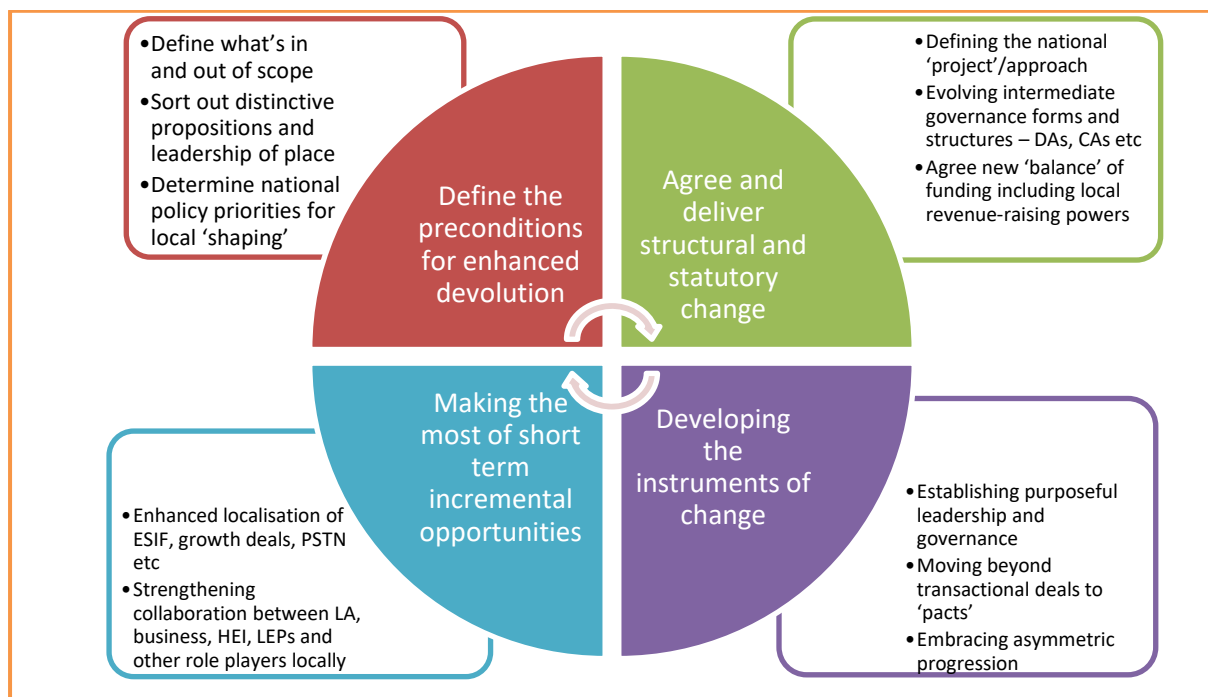 •Define what's in
and out of scope
•Sort out distinctive
propositions and
leadership of place
•Determine national
policy priorities for
local ‘shaping’
•Defining the national
‘project’/approach
•Evolving intermediate
governance forms and
structures – DAs, CAs etc
•Agree new ‘balance’ of
funding including local
revenue-raising powers
Define the
preconditions
for enhanced
devolution
Agree and
deliver
structural and
statutory
change
Making the
most of short
term
incremental
opportunities
Developing
the
instruments of
change
•Enhanced localisation of
ESIF, growth deals, PSTN
etc
•Strengthening
collaboration between LA,
business, HEI, LEPs and
other role players locally
•Establishing purposeful
leadership and
governance
•Moving beyond
transactional deals to
‘pacts’
•Embracing asymmetric
progression